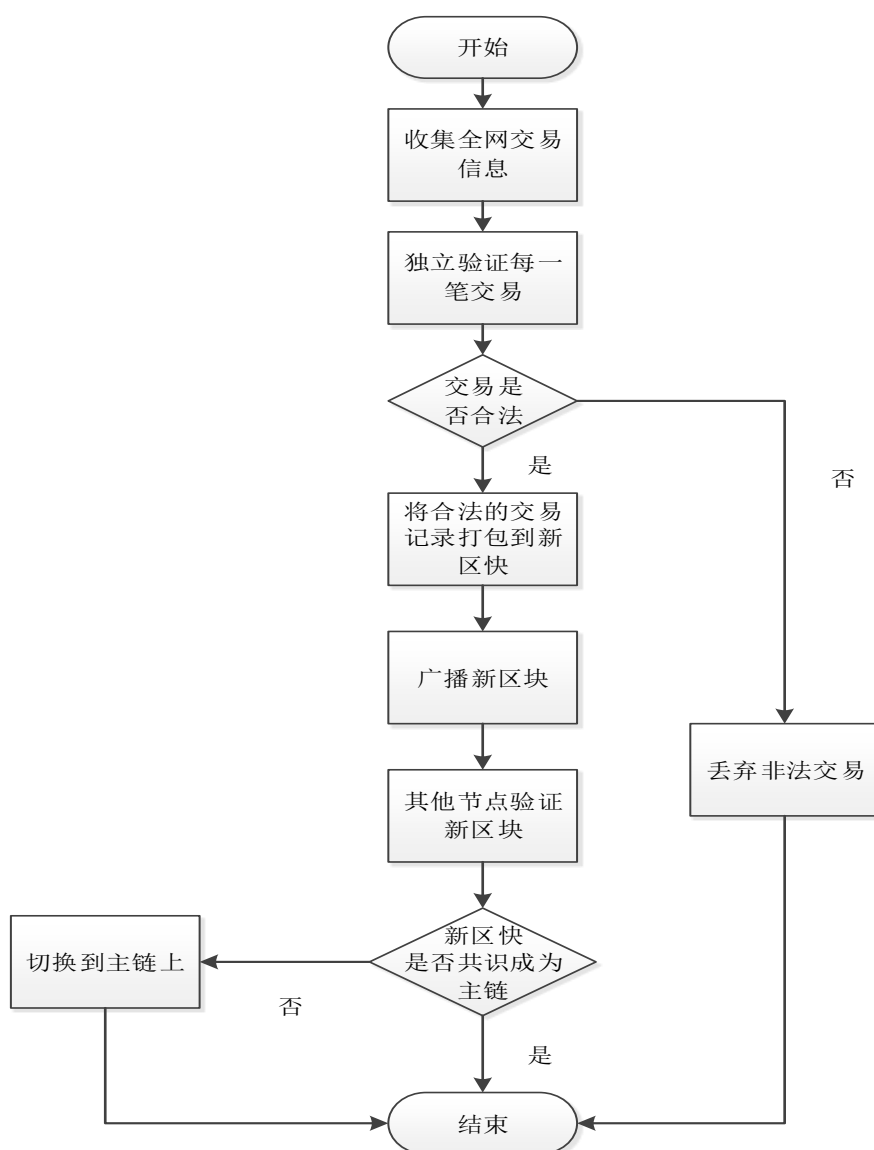 开始
收集全网交易
信息
独立验证每一
笔交易
交易是
否合法
是
否
将合法的交易
记录打包到新
区快
广播新区块
丢弃非法交易
其他节点验证
新区块
新区快
是否共识成为
主链
切换到主链上
否
是
结束